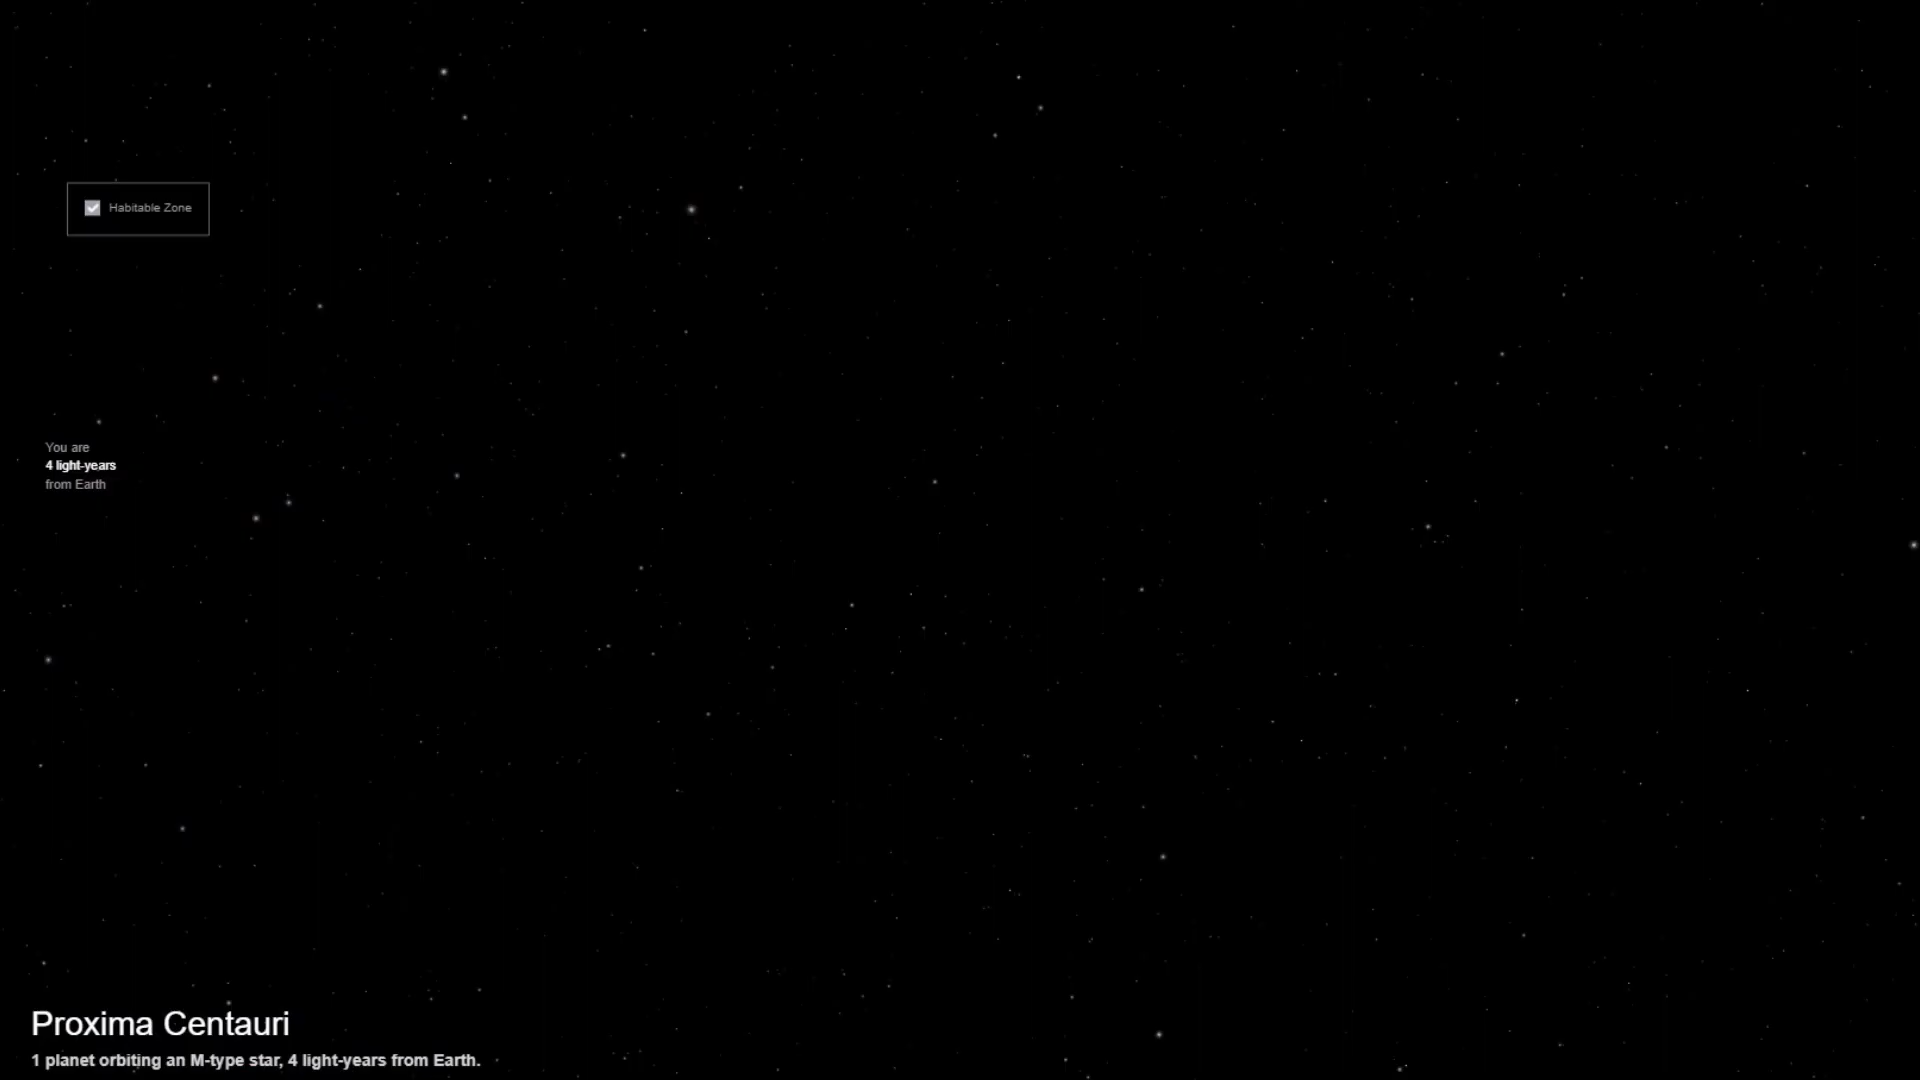 Habitable Zone
You are
4 light-years
from Earth
Proxima Centauri
1 planet orbiting an M-type star, 4 light-years from Earth.